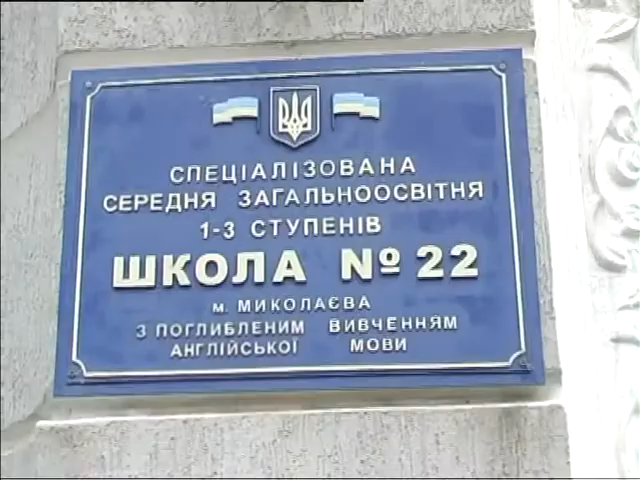 СПЕЦІАЛІЗОВАНА
СЕРЕДНЯ ЗАГАЛЬНООСВІТНЯ
1-3 СТУПЕНІВ
ШКОЛА № 22
м. МИКОЛАЄВА
З ПОГЛИБЛЕНИМ ВИВЧЕННЯМ
АНГЛІЙСЬКОЇ МОВИ